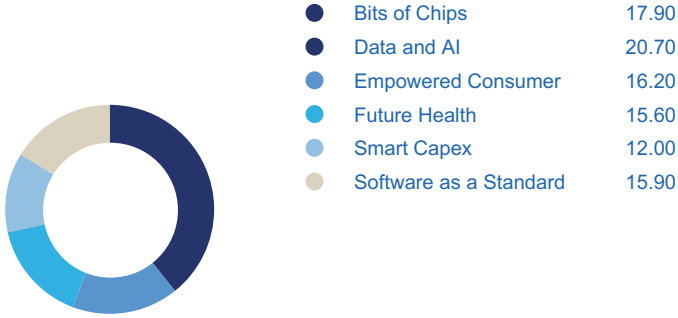 Bits of Chips 17.90
Data and AI 20.70
Empowered Consumer 16.20
Future Health 15.60
Smart Capex 12.00
Software as a Standard 15.90